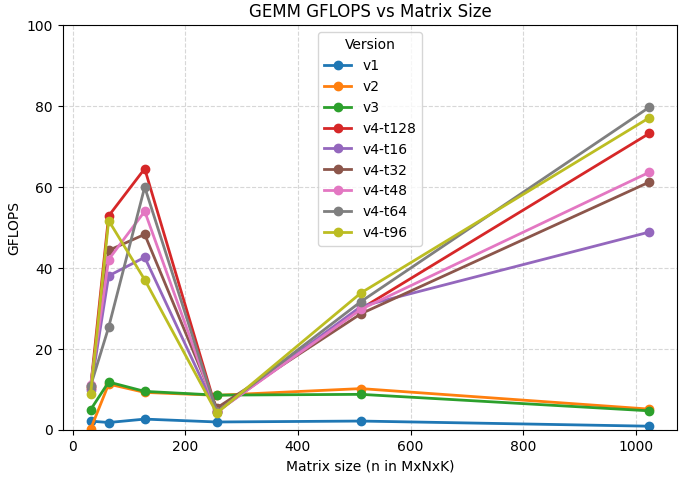 GEMM GFLOPS vs Matrix Size
GFLOPS
100
80
60
40
20
0
Version
v1
v2
v3
v4-t128
v4-t16
v4-t32
v4-t48
v4-t64
v4-t96
0 200 400 600 800 1000
Matrix size (n in MxNxK)